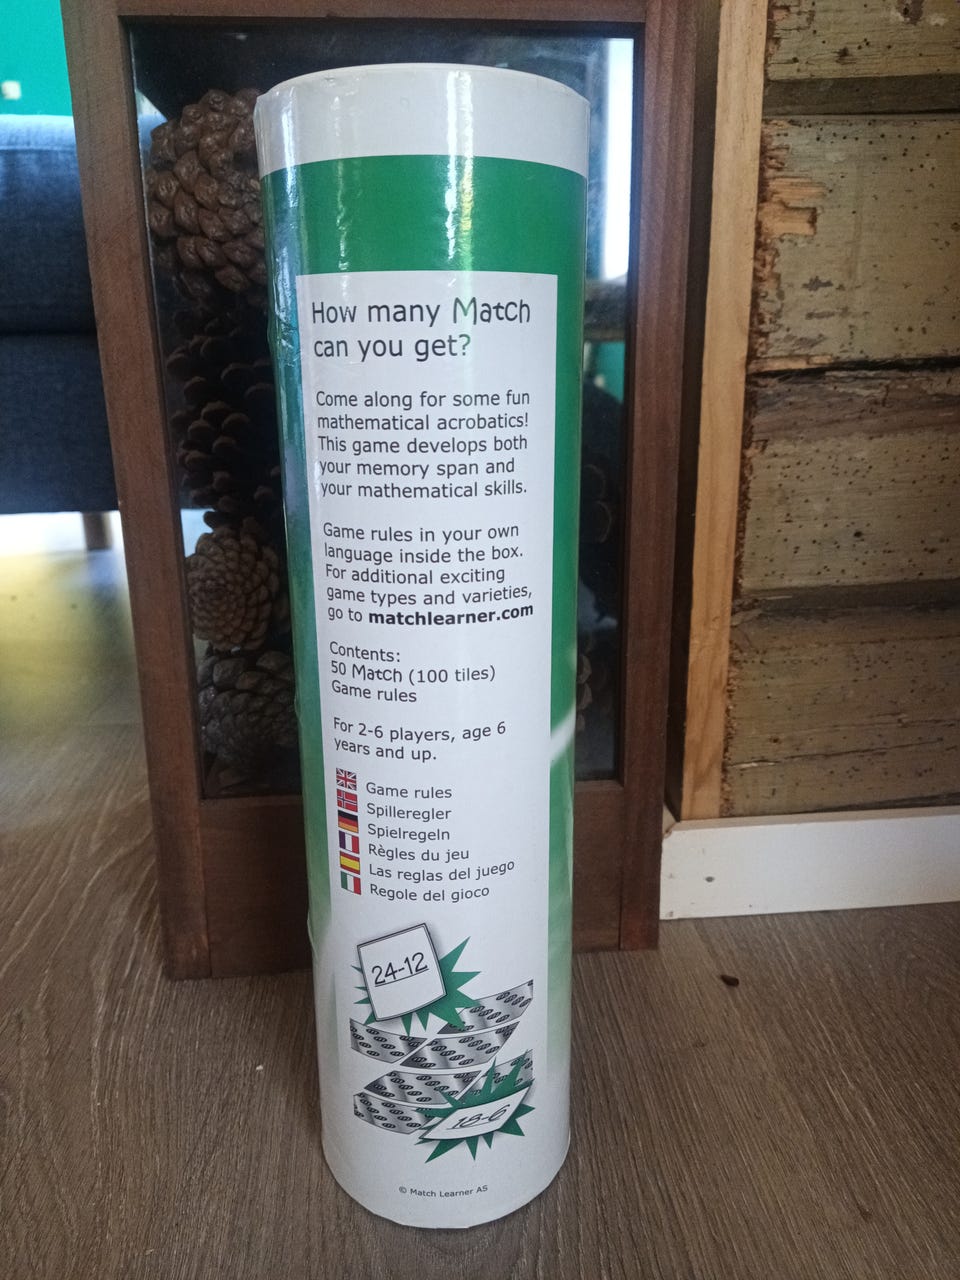 How many Match
can you get?
Come along for some fun
mathematical acrobatics!
This game develops both
your memory span and
your mathematical skills.
Game rules in your own
language inside the box.
For additional exciting
game types and varieties,
go to matchlearner.com
Contents:
50 Match (100 tiles)
Game rules
For 2-6 players, age 6
years and up.
Game rules
Spilleregler
Spielregeln
Règles du jeu
Las reglas del juego
Regole del gioco
24-12
18-6
© Match Learner AS